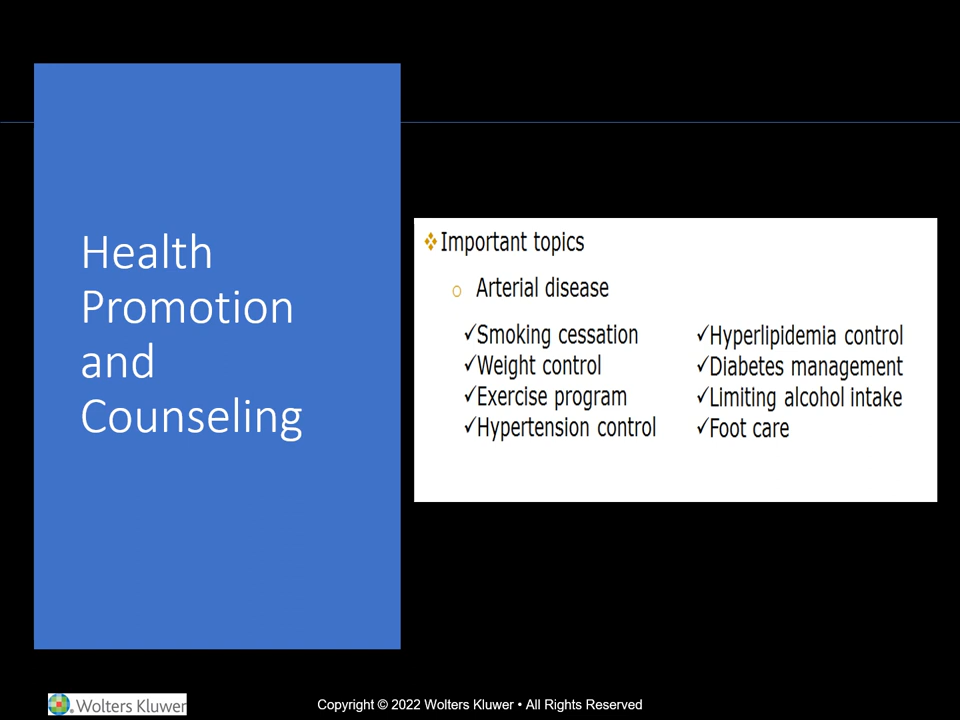 Health
Promotion
and
Counseling
❖Important topics
o Arterial disease
✓Smoking cessation
✓Weight control
✓Exercise program
✓Hypertension control
✓Hyperlipidemia control
✓Diabetes management
✓Limiting alcohol intake
✓Foot care
Wolters Kluwer
Copyright © 2022 Wolters Kluwer • All Rights Reserved